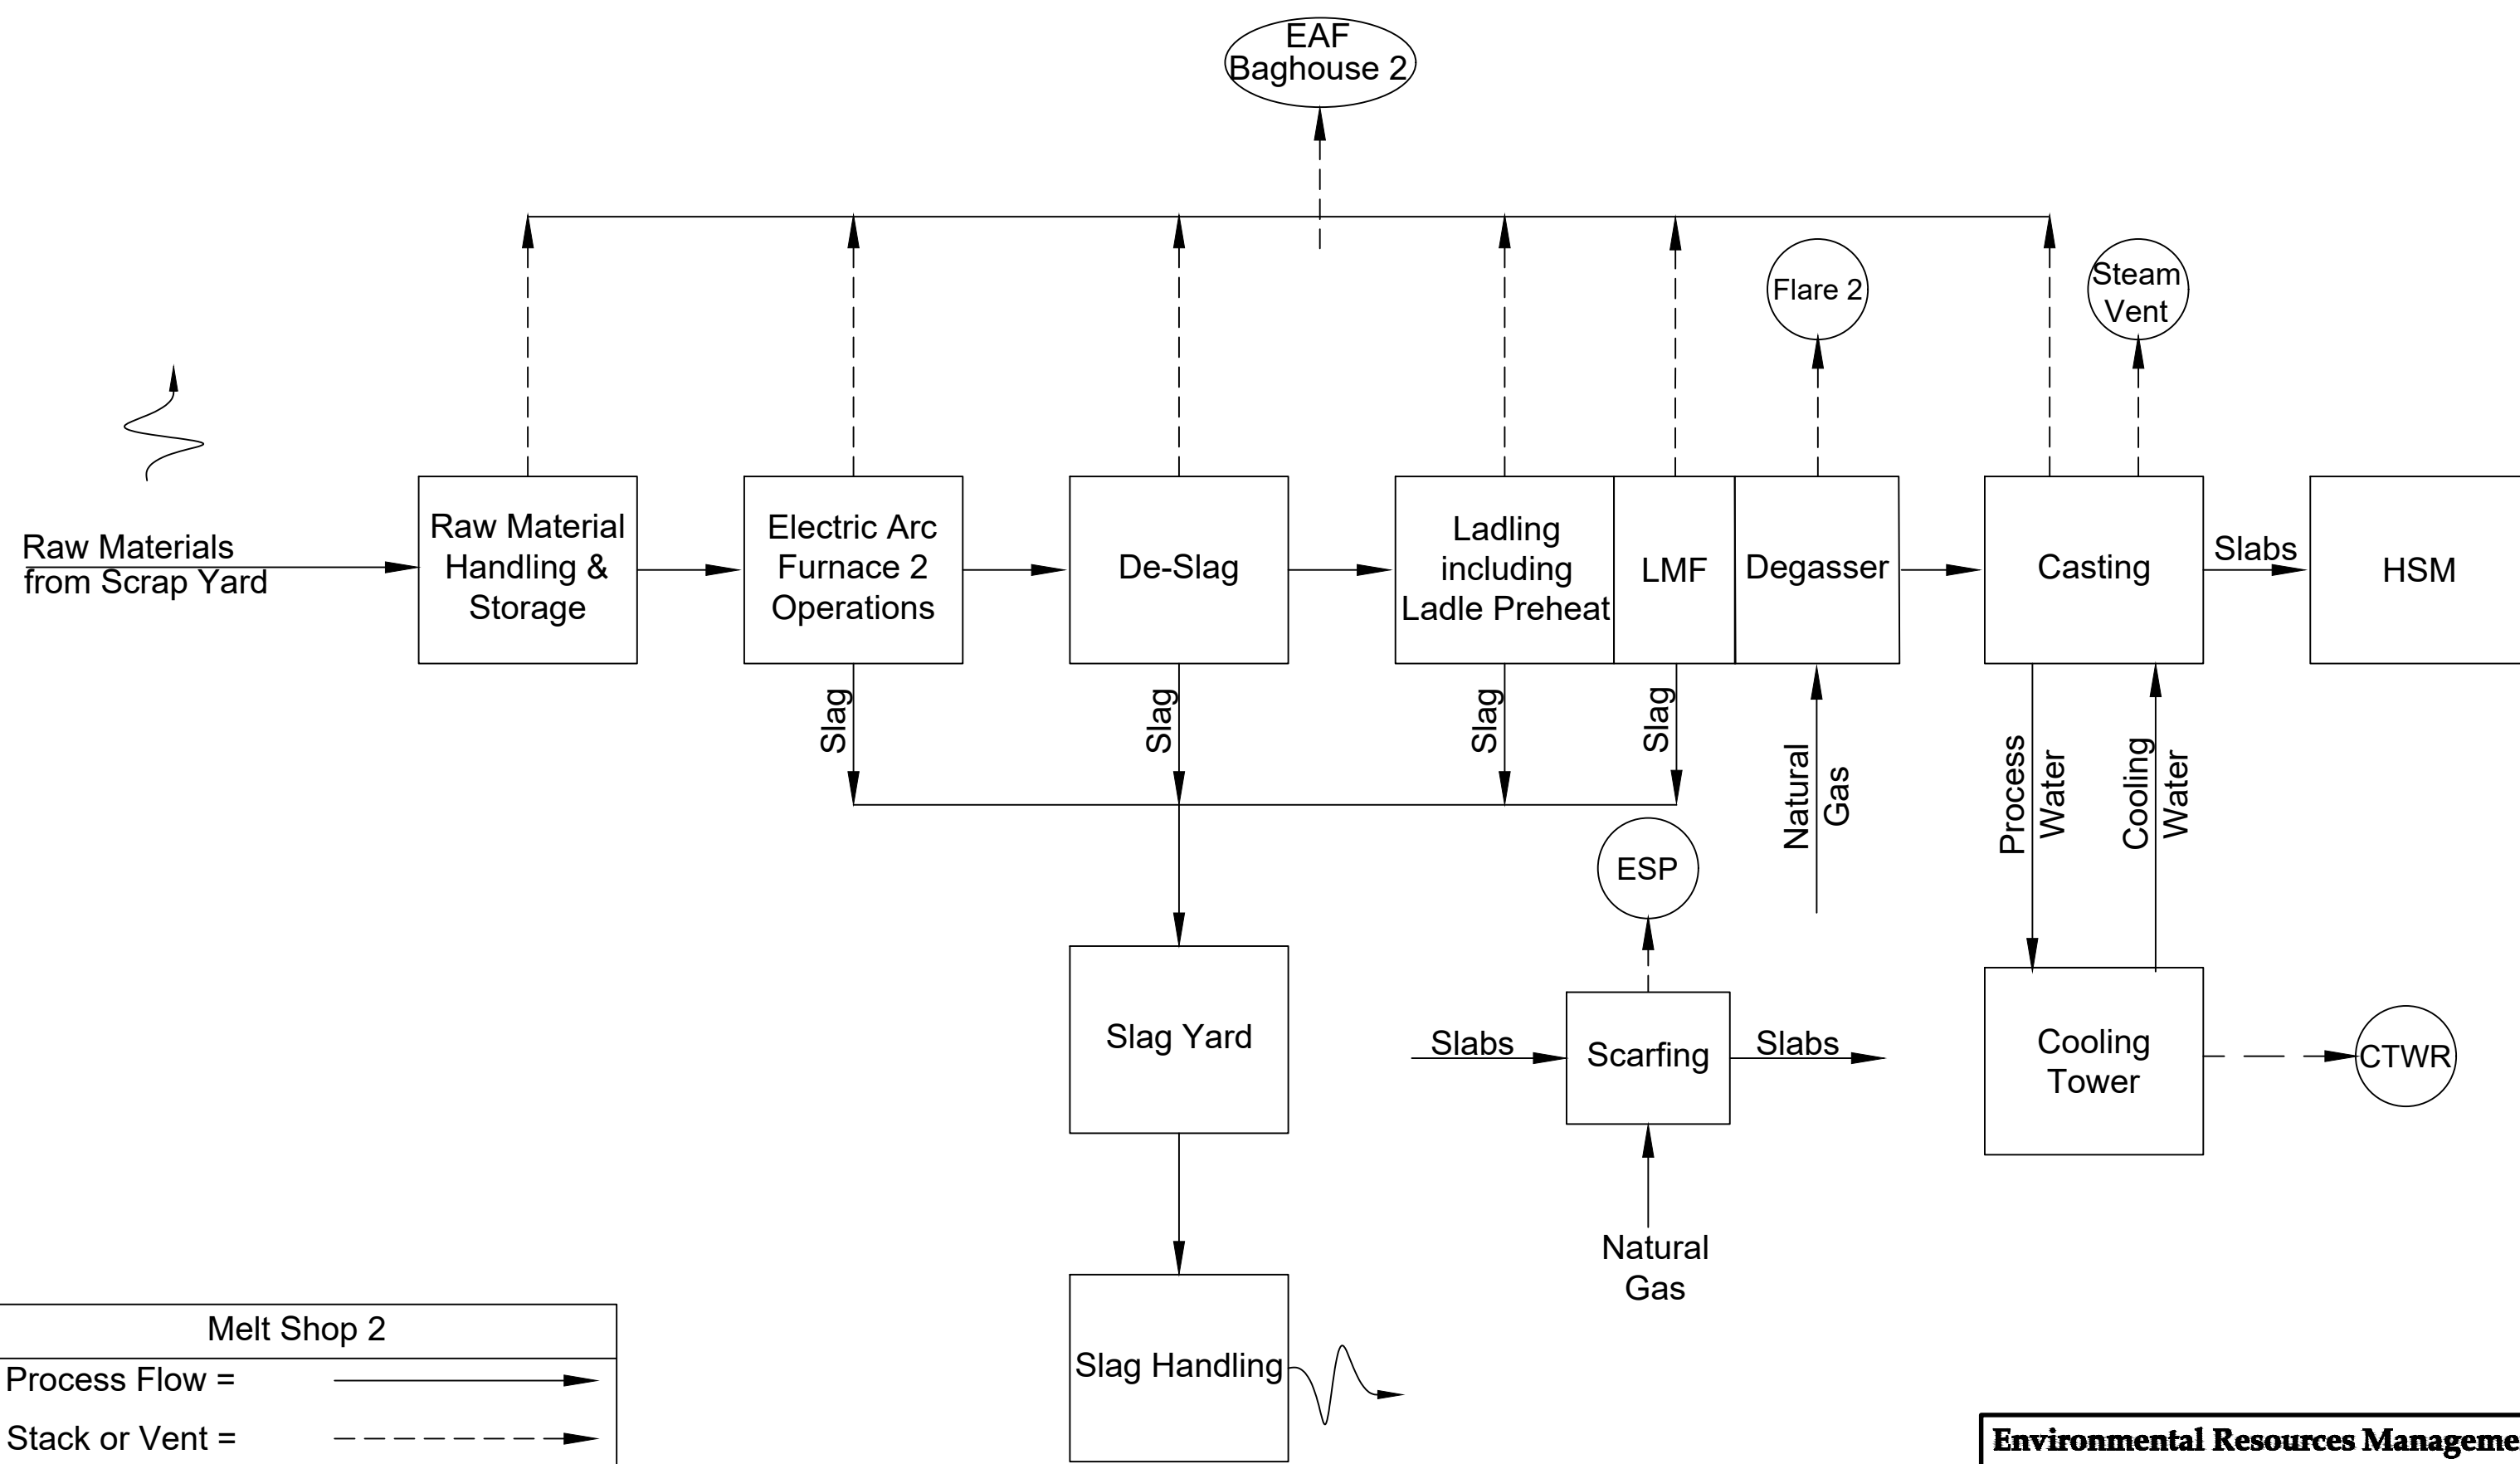 EAF
Baghouse 2
Flare 2
Steam
Vent
Raw Materials
from Scrap Yard
Raw Material
Handling &
Storage
Electric Arc
Furnace 2
Operations
De-Slag
Ladling
including
Ladle Preheat
LMF
Degasser
Casting
Slabs
HSM
Slag
Slag
Slag
Slag
Natural
Gas
Process
Water
Cooling
Water
ESP
Slag Yard
Slabs
Scarfing
Slabs
Cooling
Tower
CTWR
Natural
Gas
Slag Handling
Melt Shop 2
Process Flow =
Stack or Vent =
Environmental Resources Manageme